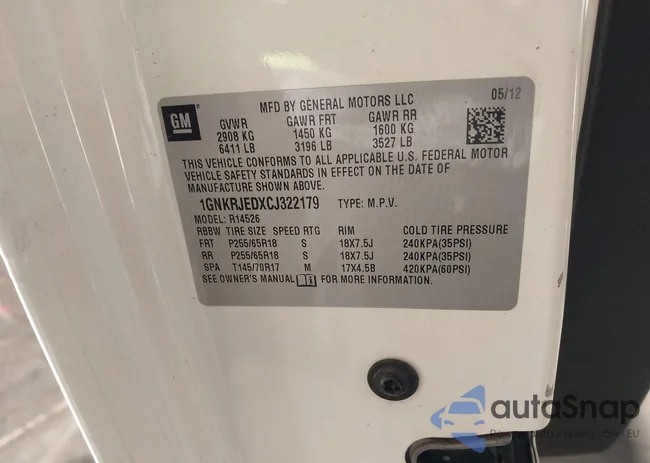 GM
MFD BY GENERAL MOTORS LLC 05/12
GVWR GAWR FRT GAWR RR
2908 KG 1450 KG 1600 KG
6411 LB 3196 LB 3527 LB
THIS VEHICLE CONFORMS TO ALL APPLICABLE U.S. FEDERAL MOTOR
VEHICLE SAFETY STANDARDS IN EFFECT ON THE DATE OF
MANUFACTURE SHOWN ABOVE.
1GNKRJEDXCJ322179 TYPE: M.P.V.
MODEL: R14526
RBBW TIRE SIZE SPEED RTG RIM COLD TIRE PRESSURE
FRT P255/65R18 S 18X7.5J 240KPA(35PSI)
RR P255/65R18 S 18X7.5J 240KPA(35PSI)
SPA T145/70R17 M 17X4.5B 420KPA(60PSI)
SEE OWNER'S MANUAL FOR MORE INFORMATION.
autaSnap